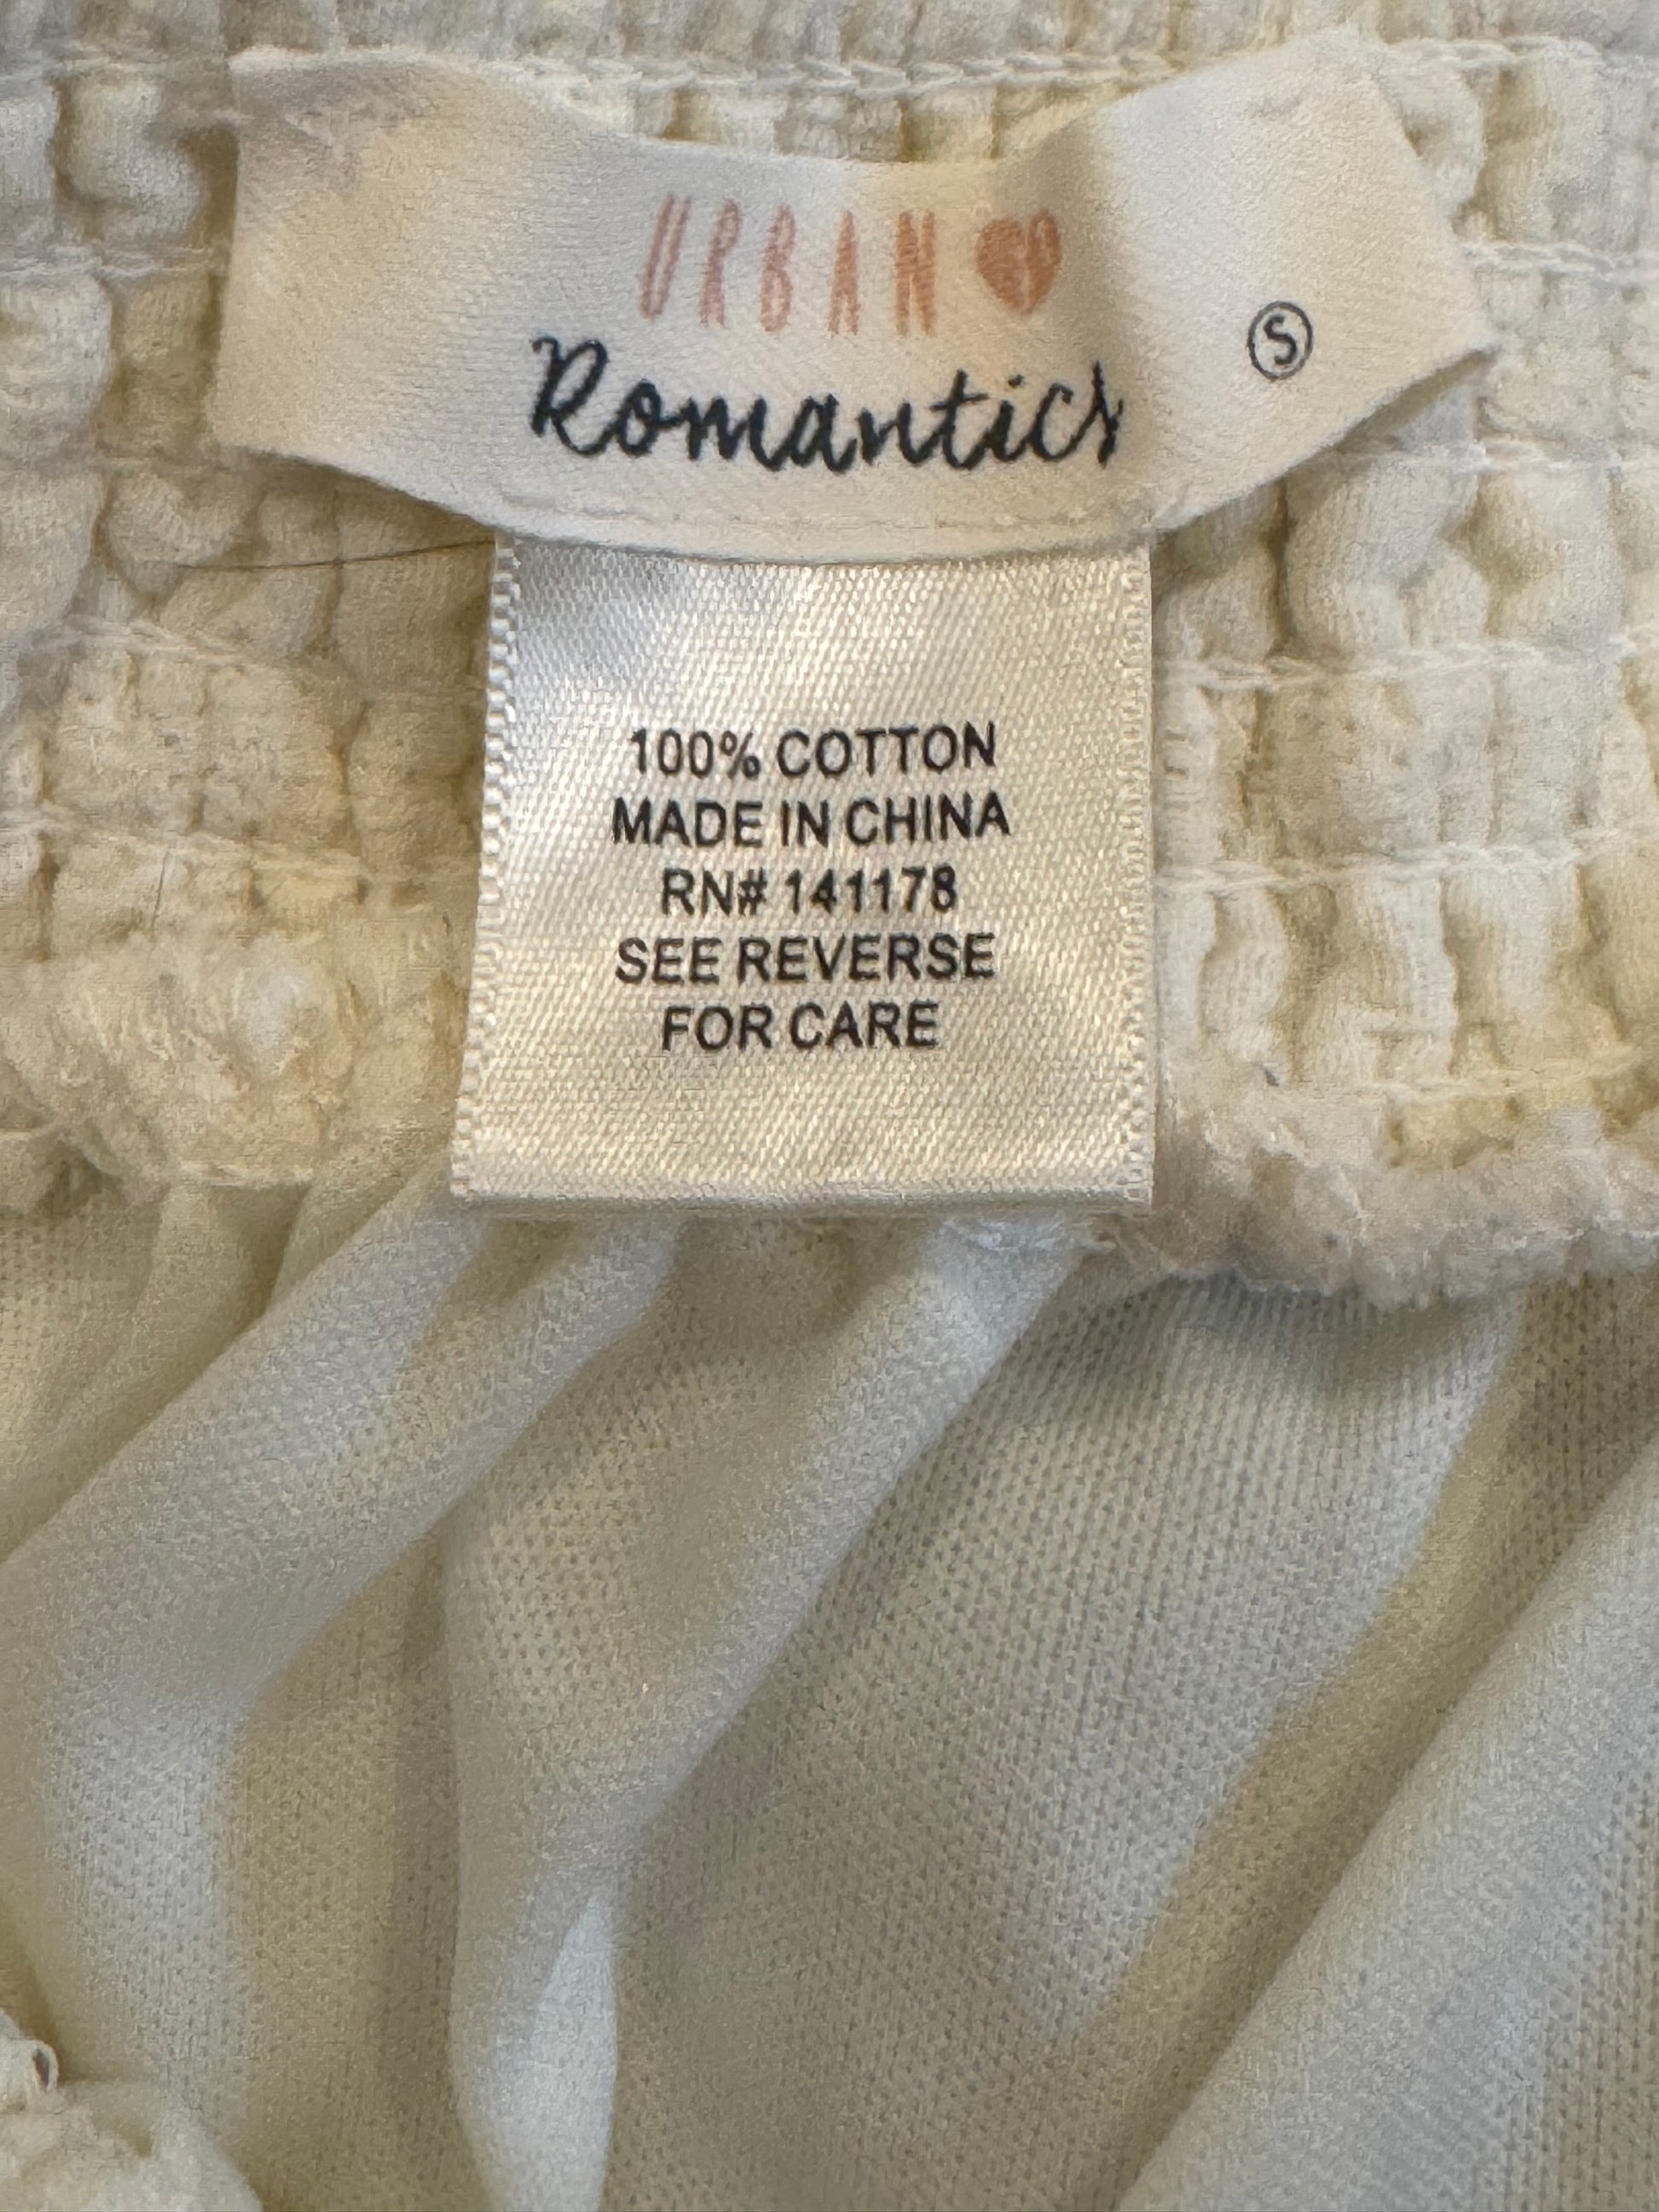 URBAN
Romantics
S
100% COTTON
MADE IN CHINA
RN# 141178
SEE REVERSE
FOR CARE